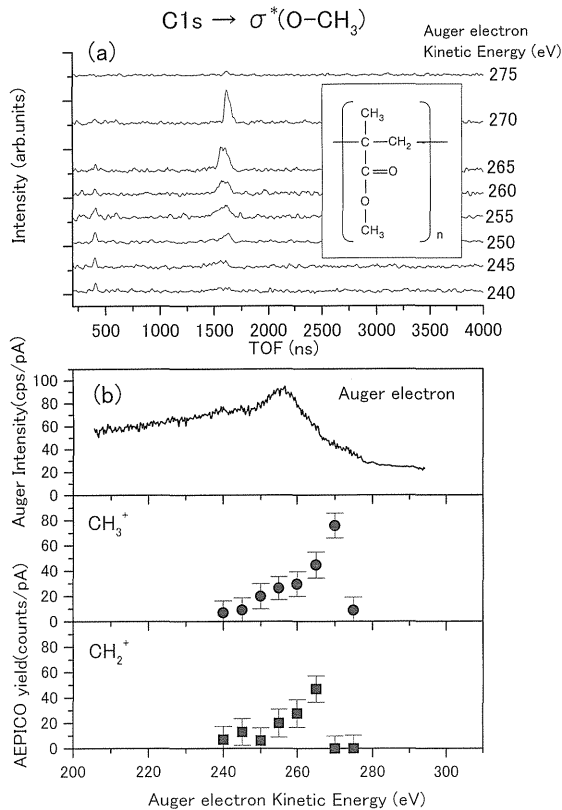 C1s → σ*(O−CH₃)
Auger electron
Kinetic Energy (eV)
(a)
275
270
265
260
255
250
245
240
CH₃
C
CH₂
C
O
O
CH₃
n
Intensity (arb.units)
500 1000 1500 2000 2500 3000 3500 4000
TOF (ns)
(b)
Auger electron
Auger Intensity(cps/pA)
100
80
60
40
20
0
CH₃⁺
80
60
40
20
0
CH₂⁺
80
60
40
20
0
AEPICO yield(counts/pA)
200 220 240 260 280 300
Auger electron Kinetic Energy (eV)